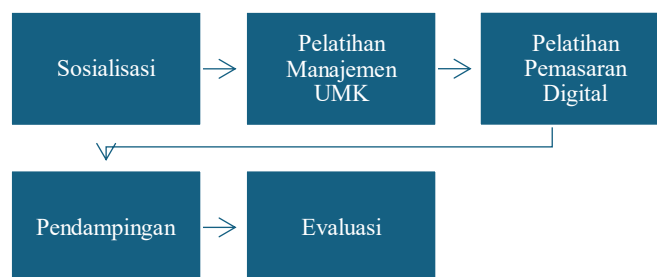 Sosialisasi
Pelatihan
Manajemen
UMK
Pelatihan
Pemasaran
Digital
Pendampingan
Evaluasi